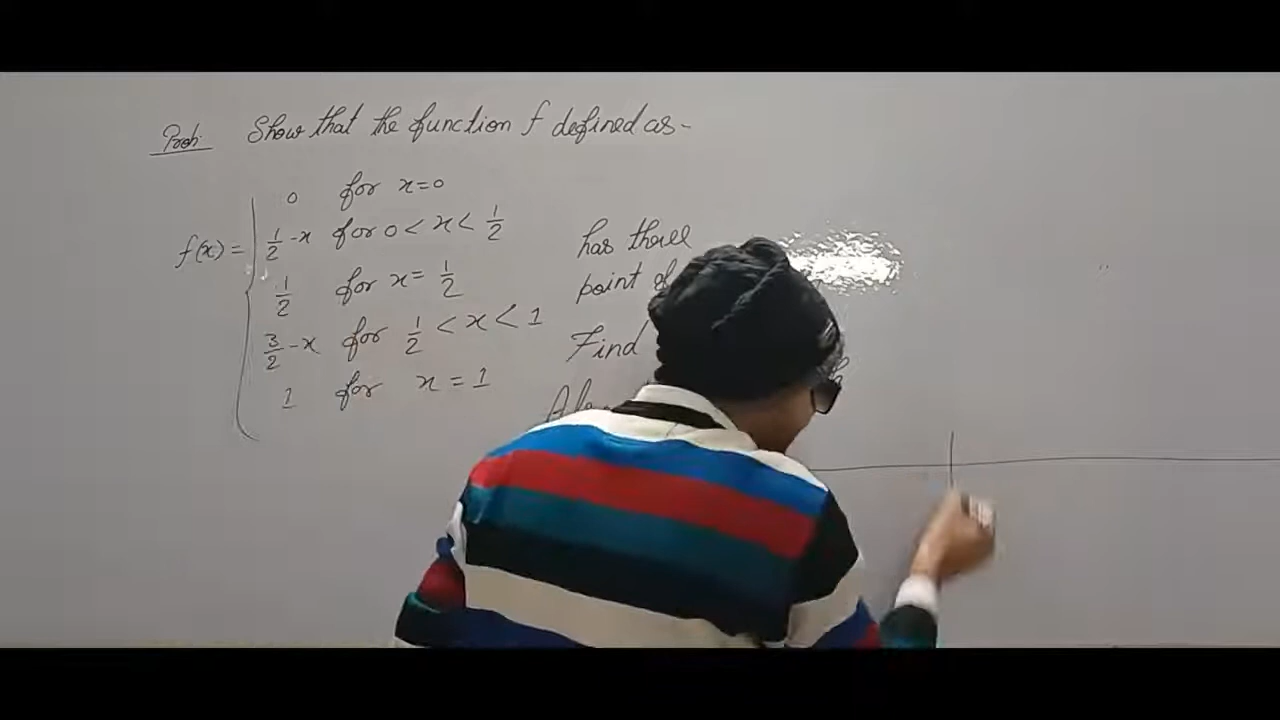 Prob. Show that the function f defined as -
0 for x=0
f(x) = 1/2 -x for 0 < x < 1/2
1/2 for x = 1/2
3/2 -x for 1/2 < x < 1
1 for x = 1
has three
point of
Find